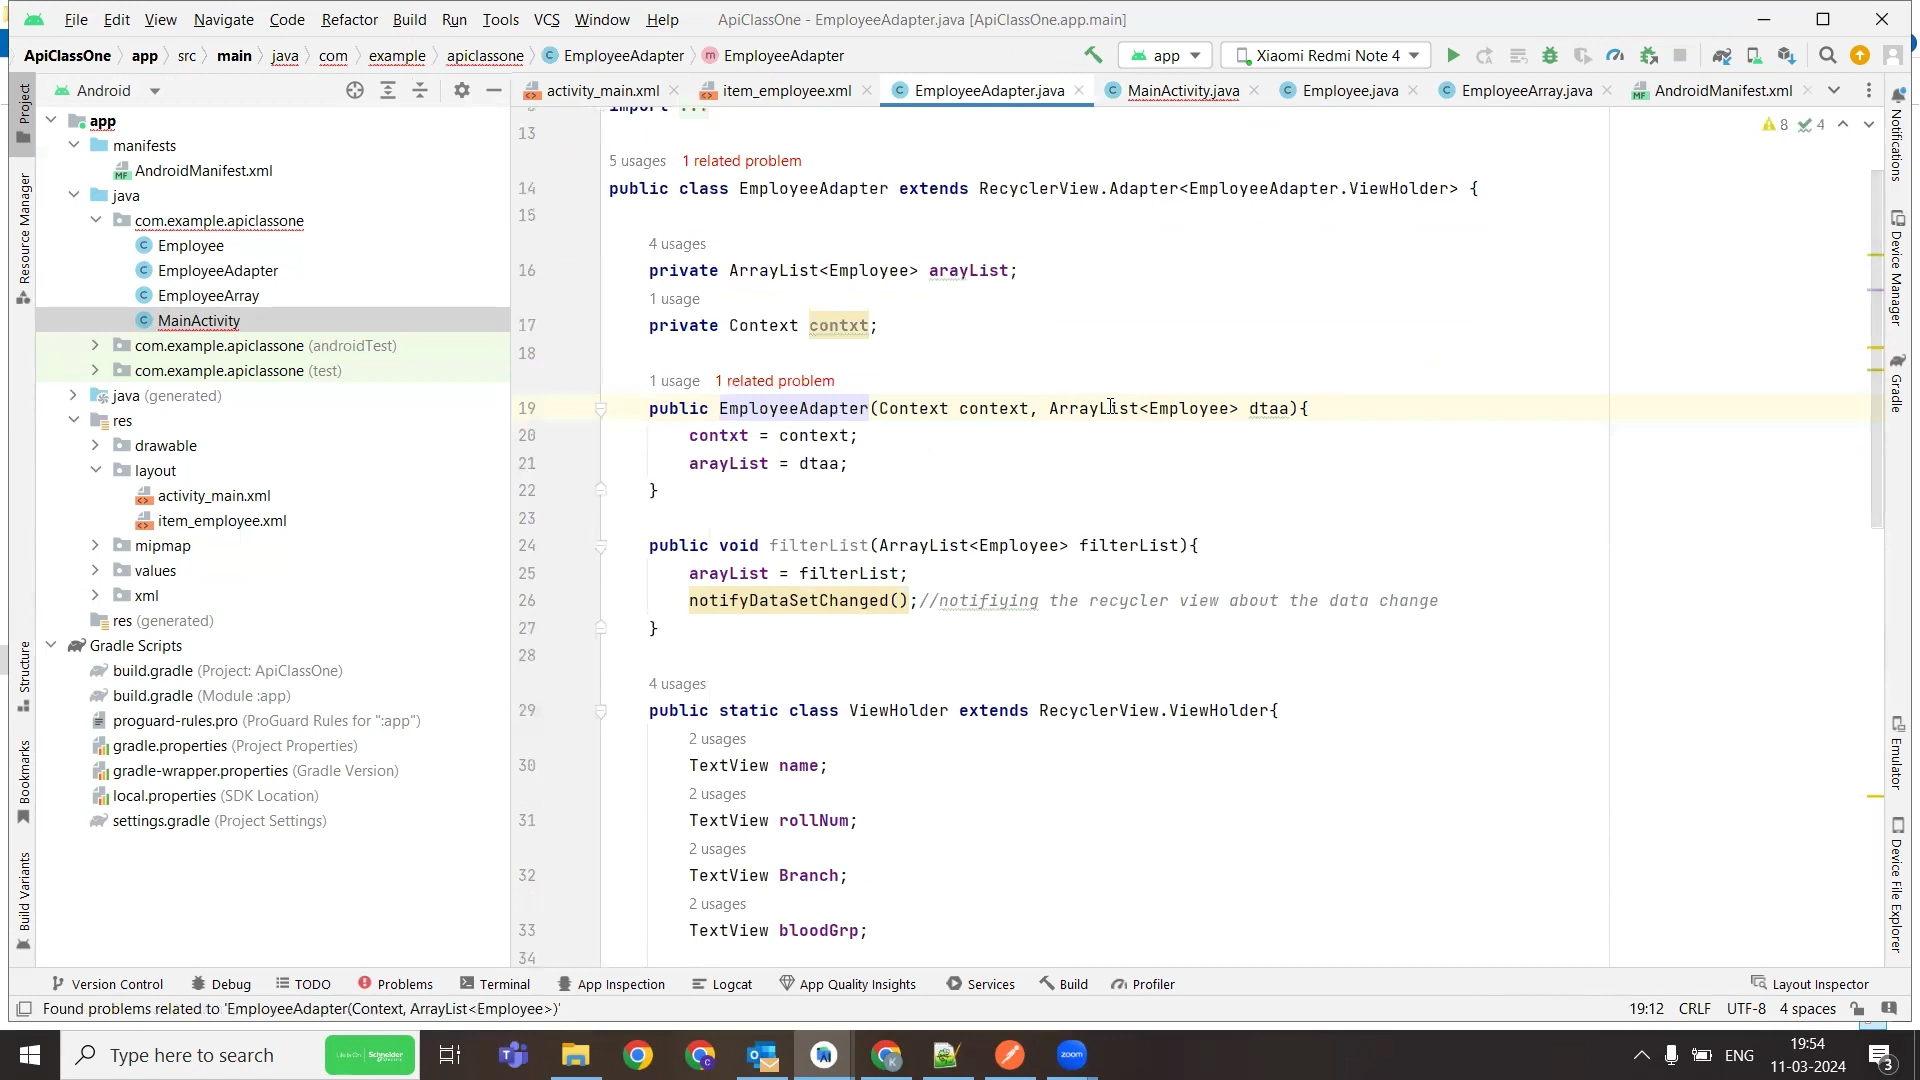 File Edit View Navigate Code Refactor Build Run Tools VCS Window Help ApiClassOne - EmployeeAdapter.java [ApiClassOne.app.main]
ApiClassOne app src main java com example apiclassone EmployeeAdapter EmployeeAdapter app Xiaomi Redmi Note 4
Android activity_main.xml item_employee.xml EmployeeAdapter.java MainActivity.java Employee.java EmployeeArray.java AndroidManifest.xml
Project
Resource Manager
Structure
Bookmarks
Build Variants
app
manifests
AndroidManifest.xml
java
com.example.apiclassone
Employee
EmployeeAdapter
EmployeeArray
MainActivity
com.example.apiclassone (androidTest)
com.example.apiclassone (test)
java (generated)
res
drawable
layout
activity_main.xml
item_employee.xml
mipmap
values
xml
res (generated)
Gradle Scripts
build.gradle (Project: ApiClassOne)
build.gradle (Module :app)
proguard-rules.pro (ProGuard Rules for ":app")
gradle.properties (Project Properties)
gradle-wrapper.properties (Gradle Version)
local.properties (SDK Location)
settings.gradle (Project Settings)
import ...
8 4
13
5 usages 1 related problem
14 public class EmployeeAdapter extends RecyclerView.Adapter<EmployeeAdapter.ViewHolder> {
15
4 usages
16 private ArrayList<Employee> arayList;
1 usage
17 private Context contxt;
18
1 usage 1 related problem
19 public EmployeeAdapter(Context context, ArrayList<Employee> dtaa){
20 contxt = context;
21 arayList = dtaa;
22 }
23
24 public void filterList(ArrayList<Employee> filterList){
25 arayList = filterList;
26 notifyDataSetChanged();//notifiying the recycler view about the data change
27 }
28
4 usages
29 public static class ViewHolder extends RecyclerView.ViewHolder{
2 usages
30 TextView name;
2 usages
31 TextView rollNum;
2 usages
32 TextView Branch;
2 usages
33 TextView bloodGrp;
34
Notifications
Device Manager
Gradle
Emulator
Device File Explorer
Version Control Debug TODO Problems Terminal App Inspection Logcat App Quality Insights Services Build Profiler Layout Inspector
Found problems related to 'EmployeeAdapter(Context, ArrayList<Employee>)' 19:12 CRLF UTF-8 4 spaces
Type here to search
Schneider
zoom
ENG
19:54
11-03-2024
3